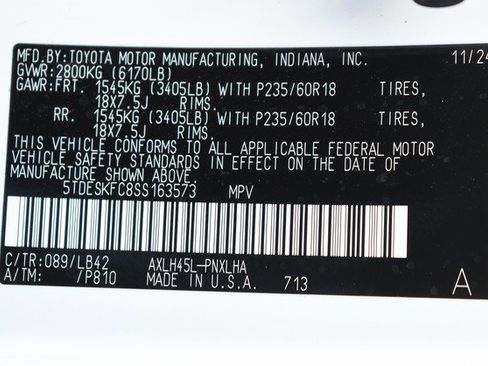 MFD.BY:TOYOTA MOTOR MANUFACTURING, INDIANA, INC. 11/24
GVWR:2800KG(6170LB)
GAWR:FRT. 1545KG(3405LB)WITH P235/60R18 TIRES,
18X7.5J RIMS.
RR. 1545KG(3405LB)WITH P235/60R18 TIRES,
18X7.5J RIMS.
THIS VEHICLE CONFORMS TO ALL APPLICABLE FEDERAL MOTOR
VEHICLE SAFETY STANDARDS IN EFFECT ON THE DATE OF
MANUFACTURE SHOWN ABOVE.
5TDESKFC8SS163573 MPV
C/TR:089/LB42 AXLH45L-PNXLHA
A/TM: /P810 MADE IN U.S.A. 713 A